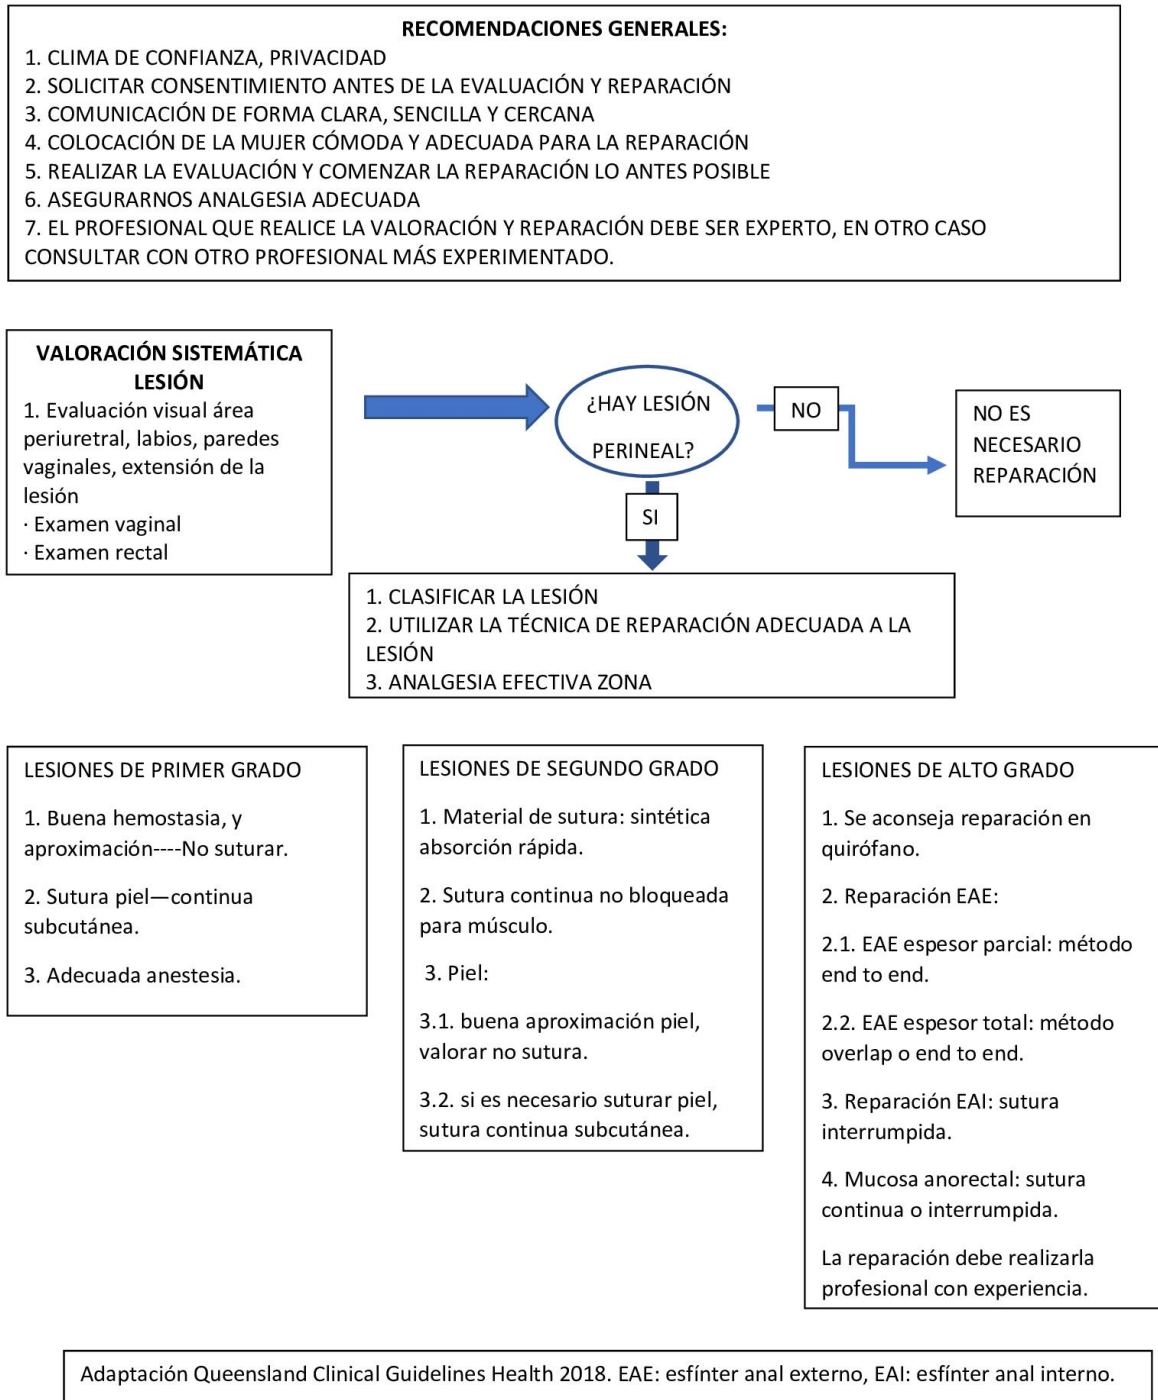 RECOMENDACIONES GENERALES:
1. CLIMA DE CONFIANZA, PRIVACIDAD
2. SOLICITAR CONSENTIMIENTO ANTES DE LA EVALUACIÓN Y REPARACIÓN
3. COMUNICACIÓN DE FORMA CLARA, SENCILLA Y CERCANA
4. COLOCACIÓN DE LA MUJER CÓMODA Y ADECUADA PARA LA REPARACIÓN
5. REALIZAR LA EVALUACIÓN Y COMENZAR LA REPARACIÓN LO ANTES POSIBLE
6. ASEGURARNOS ANALGESIA ADECUADA
7. EL PROFESIONAL QUE REALICE LA VALORACIÓN Y REPARACIÓN DEBE SER EXPERTO, EN OTRO CASO
CONSULTAR CON OTRO PROFESIONAL MÁS EXPERIMENTADO.
VALORACIÓN SISTEMÁTICA
LESIÓN
1. Evaluación visual área
periuretral, labios, paredes
vaginales, extensión de la
lesión
· Examen vaginal
· Examen rectal
¿HAY LESIÓN
PERINEAL?
NO
NO ES
NECESARIO
REPARACIÓN
SI
1. CLASIFICAR LA LESIÓN
2. UTILIZAR LA TÉCNICA DE REPARACIÓN ADECUADA A LA
LESIÓN
3. ANALGESIA EFECTIVA ZONA
LESIONES DE PRIMER GRADO
1. Buena hemostasia, y
aproximación----No suturar.
2. Sutura piel—continua
subcutánea.
3. Adecuada anestesia.
LESIONES DE SEGUNDO GRADO
1. Material de sutura: sintética
absorción rápida.
2. Sutura continua no bloqueada
para músculo.
3. Piel:
3.1. buena aproximación piel,
valorar no sutura.
3.2. si es necesario suturar piel,
sutura continua subcutánea.
LESIONES DE ALTO GRADO
1. Se aconseja reparación en
quirófano.
2. Reparación EAE:
2.1. EAE espesor parcial: método
end to end.
2.2. EAE espesor total: método
overlap o end to end.
3. Reparación EAI: sutura
interrumpida.
4. Mucosa anorectal: sutura
continua o interrumpida.
La reparación debe realizarla
profesional con experiencia.
Adaptación Queensland Clinical Guidelines Health 2018. EAE: esfínter anal externo, EAI: esfínter anal interno.